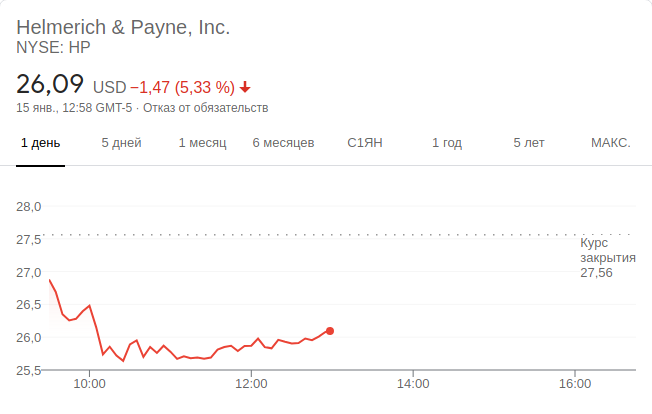 Helmerich & Payne, Inc.
NYSE: HP
26,09 USD −1,47 (5,33 %)
15 янв., 12:58 GMT-5 · Отказ от обязательств
1 день 5 дней 1 месяц 6 месяцев С1ЯН 1 год 5 лет МАКС.
28,0
27,5
Курс
закрытия
27,56
27,0
26,5
26,0
25,5
10:00 12:00 14:00 16:00